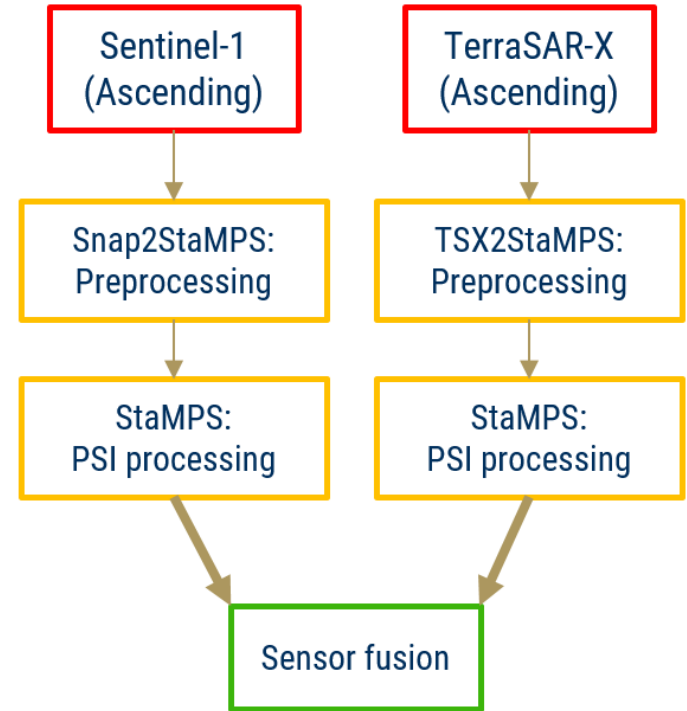 Sentinel-1
(Ascending)
TerraSAR-X
(Ascending)
Snap2StaMPS:
Preprocessing
TSX2StaMPS:
Preprocessing
StaMPS:
PSI processing
StaMPS:
PSI processing
Sensor fusion